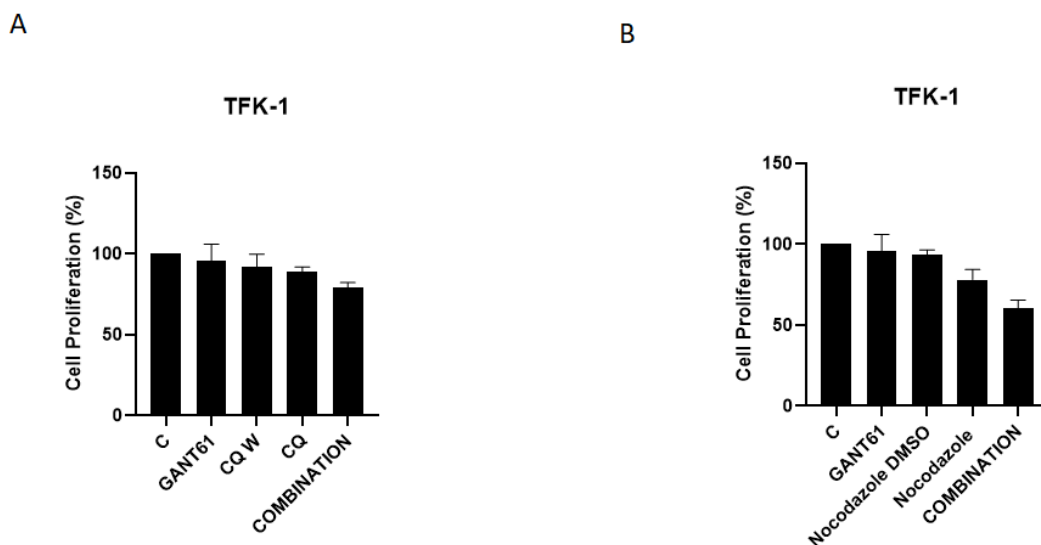 A
TFK-1
Cell Proliferation (%)
150
100
50
0
C
GANT61
CQ W
CQ
COMBINATION
B
TFK-1
Cell Proliferation (%)
150
100
50
0
C
GANT61
Nocodazole DMSO
Nocodazole
COMBINATION